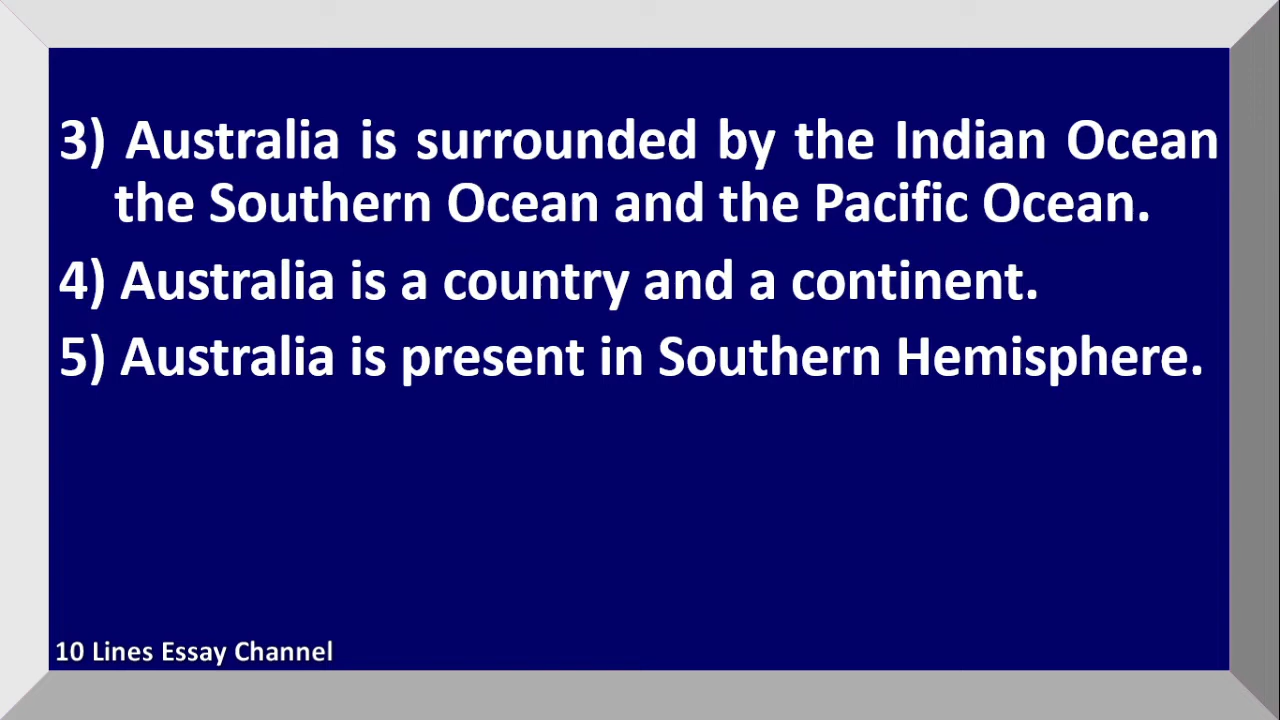 3) Australia is surrounded by the Indian Ocean
the Southern Ocean and the Pacific Ocean.
4) Australia is a country and a continent.
5) Australia is present in Southern Hemisphere.
10 Lines Essay Channel